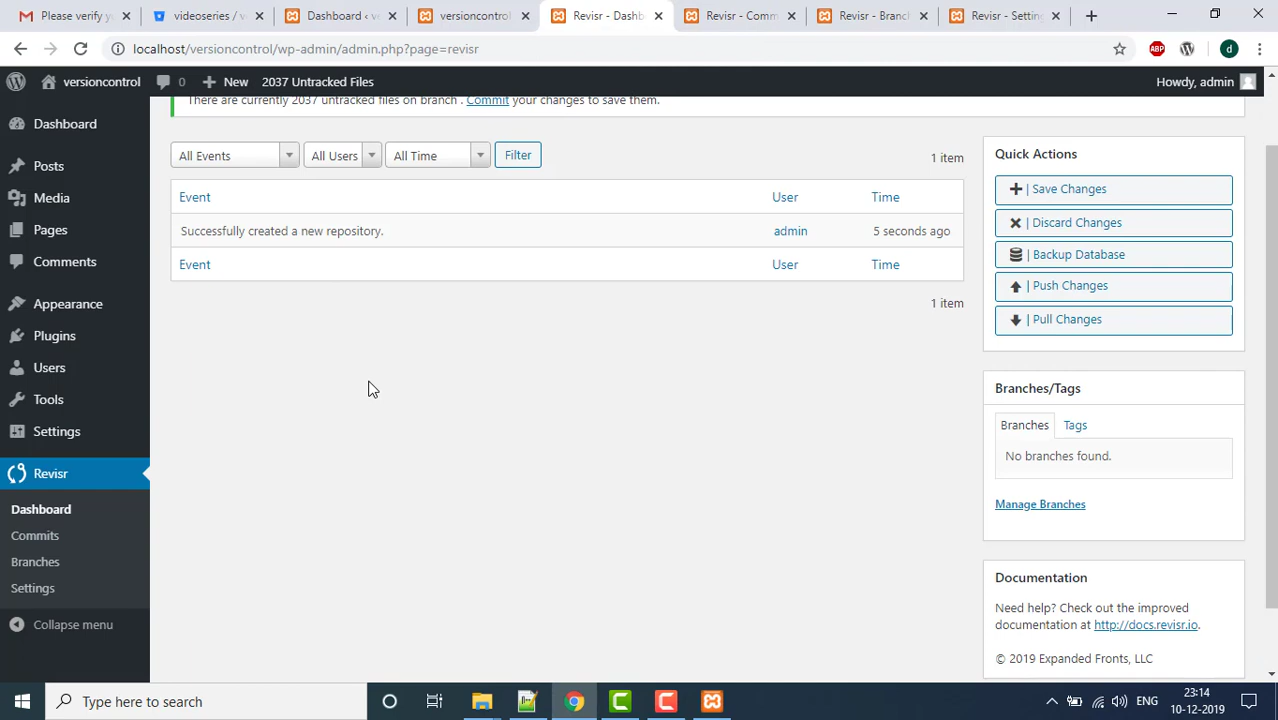 Please verify y
videoseries / v
Dashboard ‹ ve
versioncontrol
Revisr - Dashb
Revisr - Comm
Revisr - Branch
Revisr - Setting
localhost/versioncontrol/wp-admin/admin.php?page=revisr
ABP
d
versioncontrol
0
New
2037 Untracked Files
Howdy, admin
There are currently 2037 untracked files on branch . Commit your changes to save them.
Dashboard
Posts
Media
Pages
Comments
Appearance
Plugins
Users
Tools
Settings
Revisr
Dashboard
Commits
Branches
Settings
Collapse menu
All Events
All Users
All Time
Filter
1 item
Event User Time
Successfully created a new repository. admin 5 seconds ago
Event User Time
1 item
Quick Actions
| Save Changes
| Discard Changes
| Backup Database
| Push Changes
| Pull Changes
Branches/Tags
Branches Tags
No branches found.
Manage Branches
Documentation
Need help? Check out the improved
documentation at http://docs.revisr.io.
© 2019 Expanded Fronts, LLC
Type here to search
ENG
23:14
10-12-2019